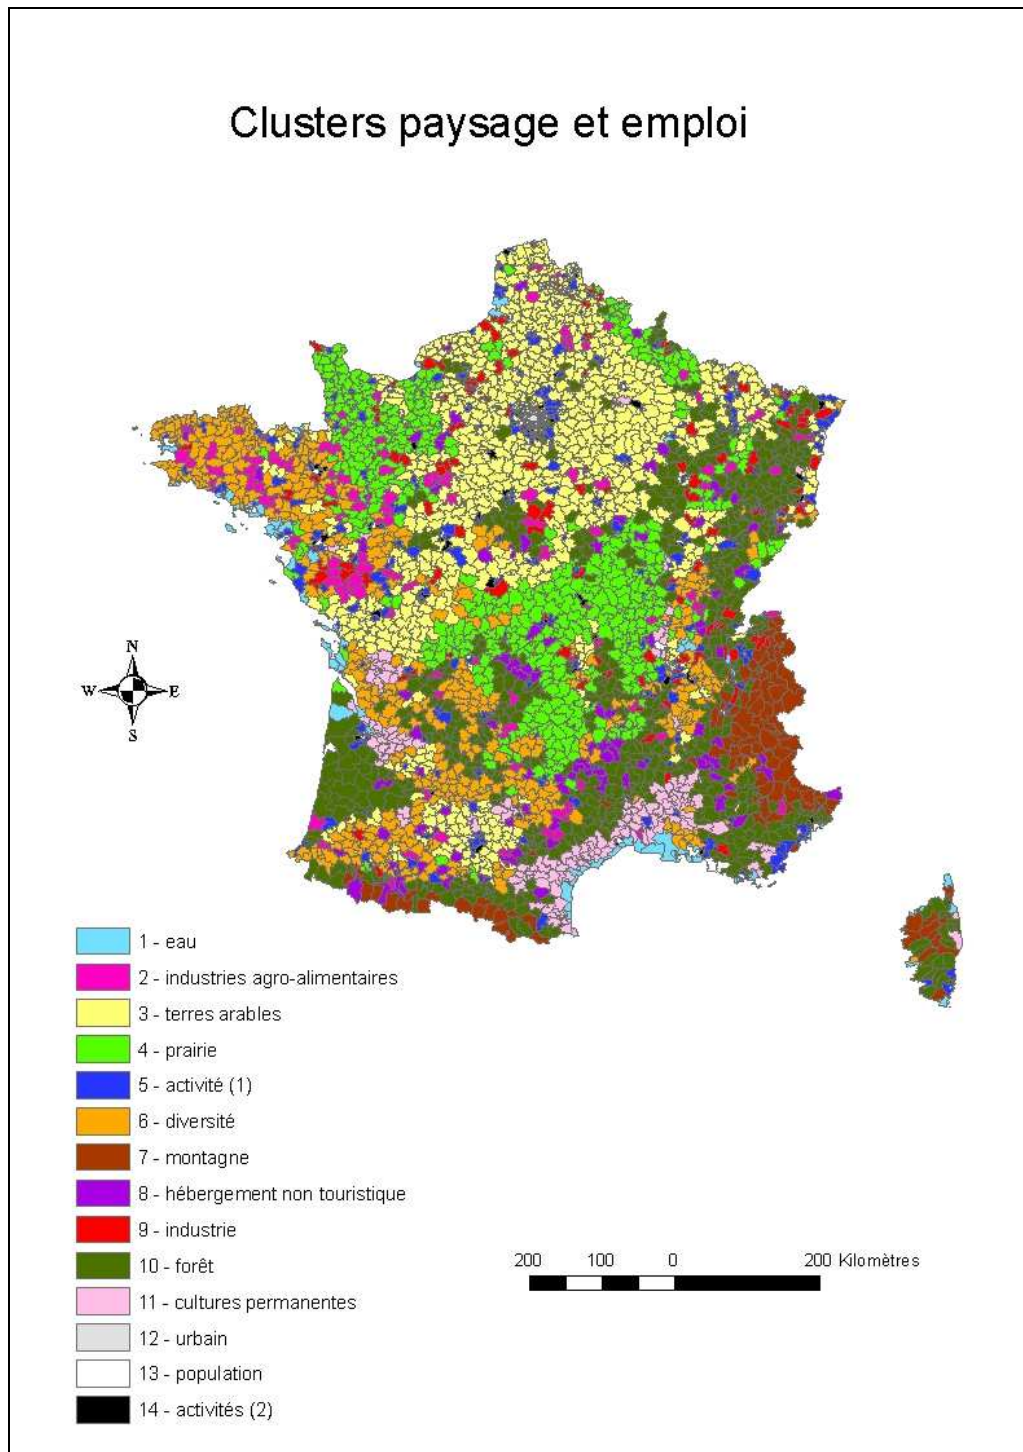 Clusters paysage et emploi
N
W E
S
1 - eau
2 - industries agro-alimentaires
3 - terres arables
4 - prairie
5 - activité (1)
6 - diversité
7 - montagne
8 - hébergement non touristique
9 - industrie
10 - forêt
11 - cultures permanentes
12 - urbain
13 - population
14 - activités (2)
200 100 0 200 Kilomètres